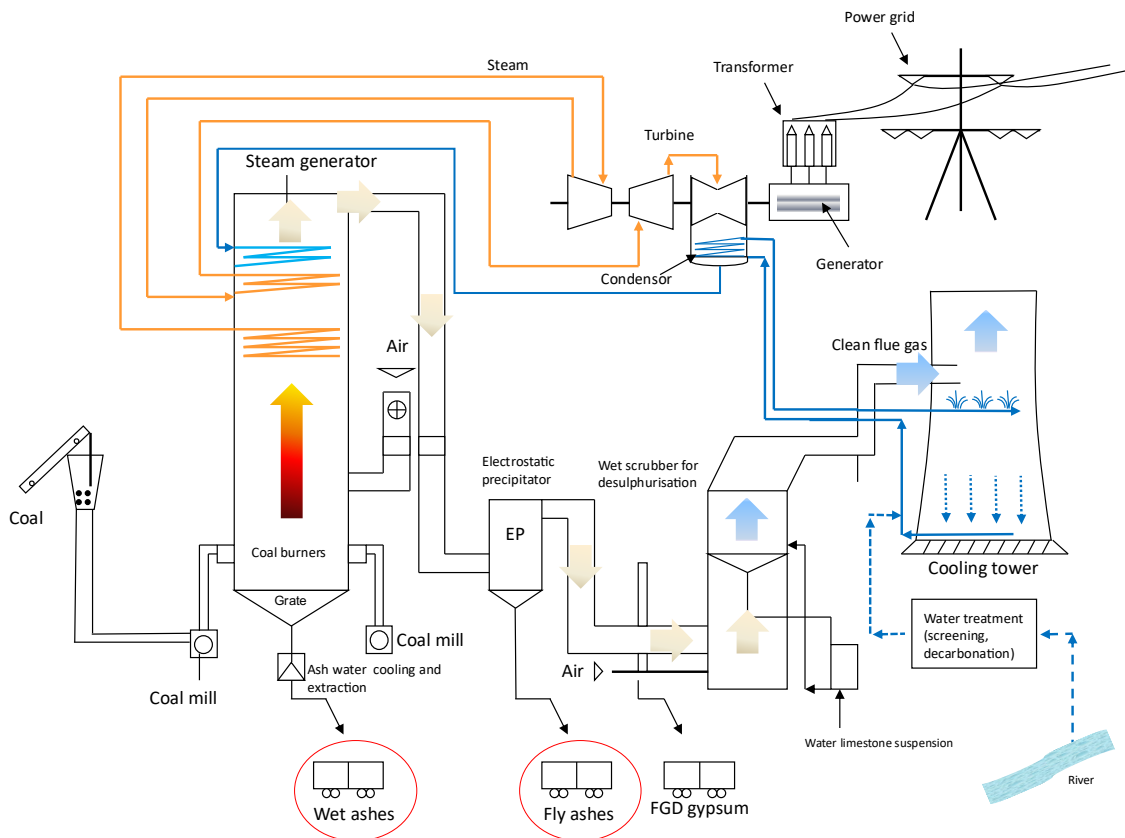 Power grid
Transformer
Steam
Turbine
Steam generator
Generator
Condensor
Clean flue gas
Air
Electrostatic
precipitator
Wet scrubber for
desulphurisation
Coal
EP
Coal burners
Cooling tower
Grate
Water treatment
(screening,
decarbonation)
Coal mill
Ash water cooling and
extraction
Air
Coal mill
Water limestone suspension
River
Wet ashes
Fly ashes
FGD gypsum